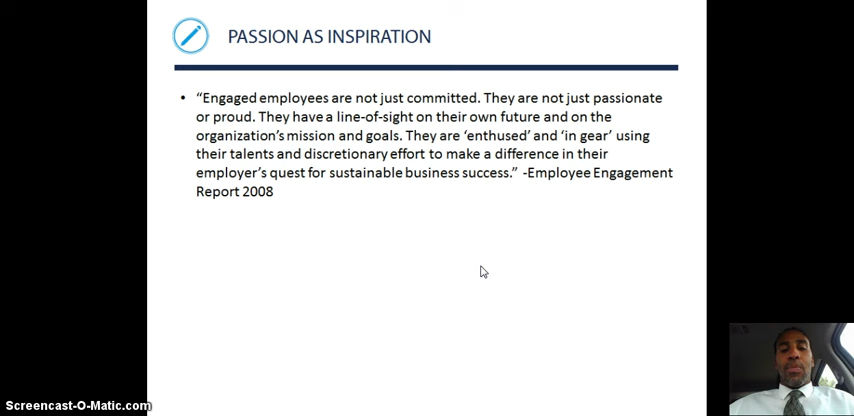 PASSION AS INSPIRATION
• “Engaged employees are not just committed. They are not just passionate
or proud. They have a line-of-sight on their own future and on the
organization’s mission and goals. They are ‘enthused’ and ‘in gear’ using
their talents and discretionary effort to make a difference in their
employer’s quest for sustainable business success.” -Employee Engagement
Report 2008
Screencast-O-Matic.com